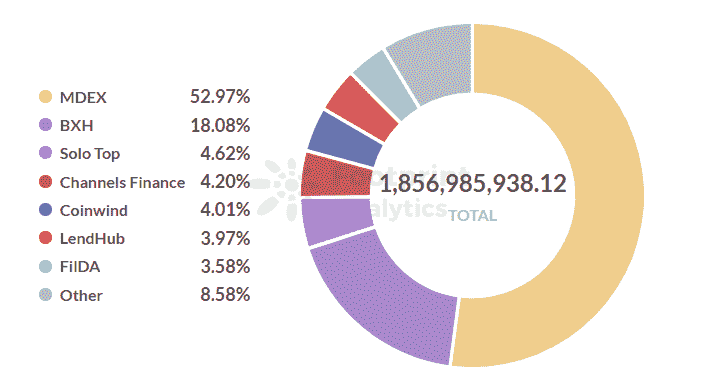 MDEX 52.97%
BXH 18.08%
Solo Top 4.62%
Channels Finance 4.20%
Coinwind 4.01%
LendHub 3.97%
FilDA 3.58%
Other 8.58%
1,856,985,938.12
TOTAL